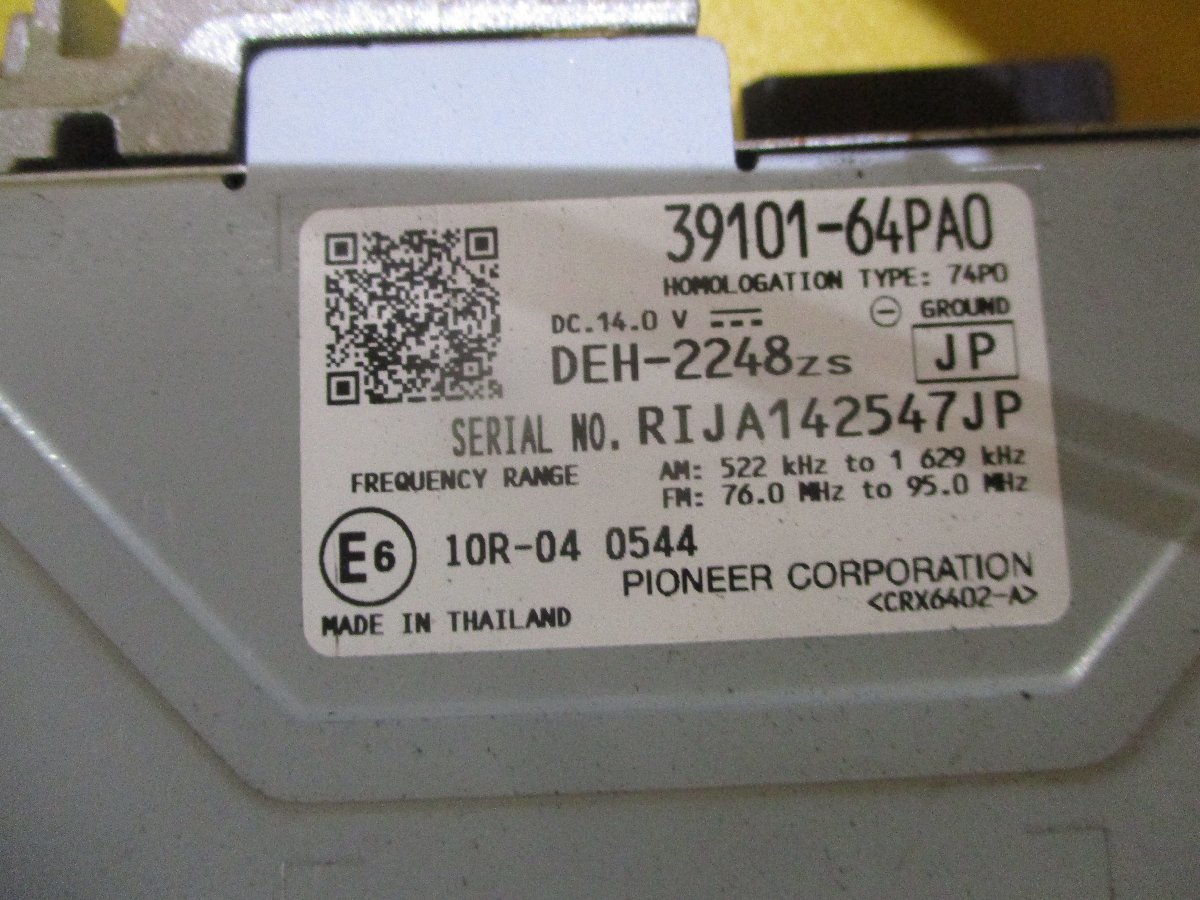 39101-64PA0
HOMOLOGATION TYPE: 74P0
DC.14.0 V
GROUND
DEH-2248zs
JP
SERIAL NO. RIJA142547JP
FREQUENCY RANGE
AM: 522 kHz to 1 629 kHz
FM: 76.0 MHz to 95.0 MHz
E6 10R-04 0544
PIONEER CORPORATION
<CRX6402-A>
MADE IN THAILAND